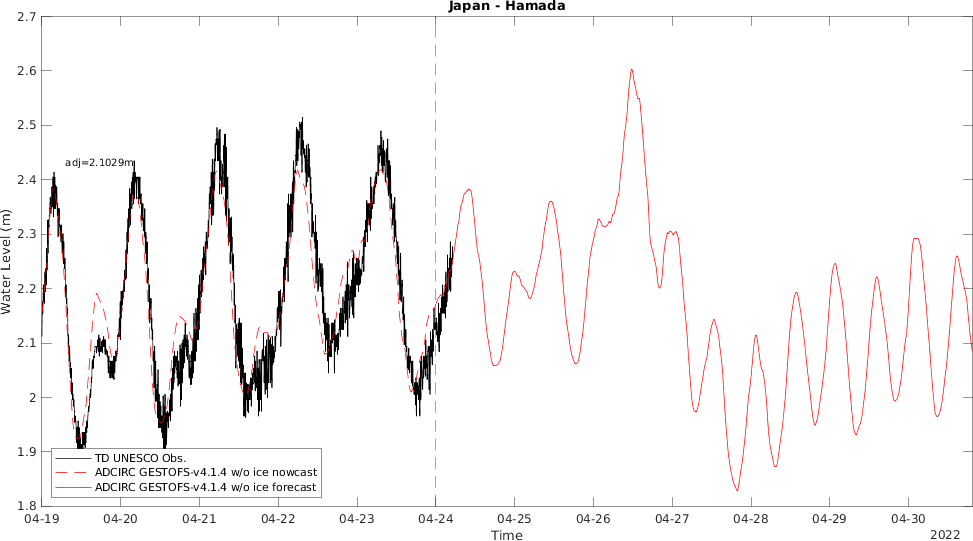 Japan - Hamada
Water Level (m)
2.7
2.6
2.5
2.4
2.3
2.2
2.1
2
1.9
1.8
adj=2.1029m
TD UNESCO Obs.
ADCIRC GESTOFS-v4.1.4 w/o ice nowcast
ADCIRC GESTOFS-v4.1.4 w/o ice forecast
04-19 04-20 04-21 04-22 04-23 04-24 04-25 04-26 04-27 04-28 04-29 04-30
Time
2022